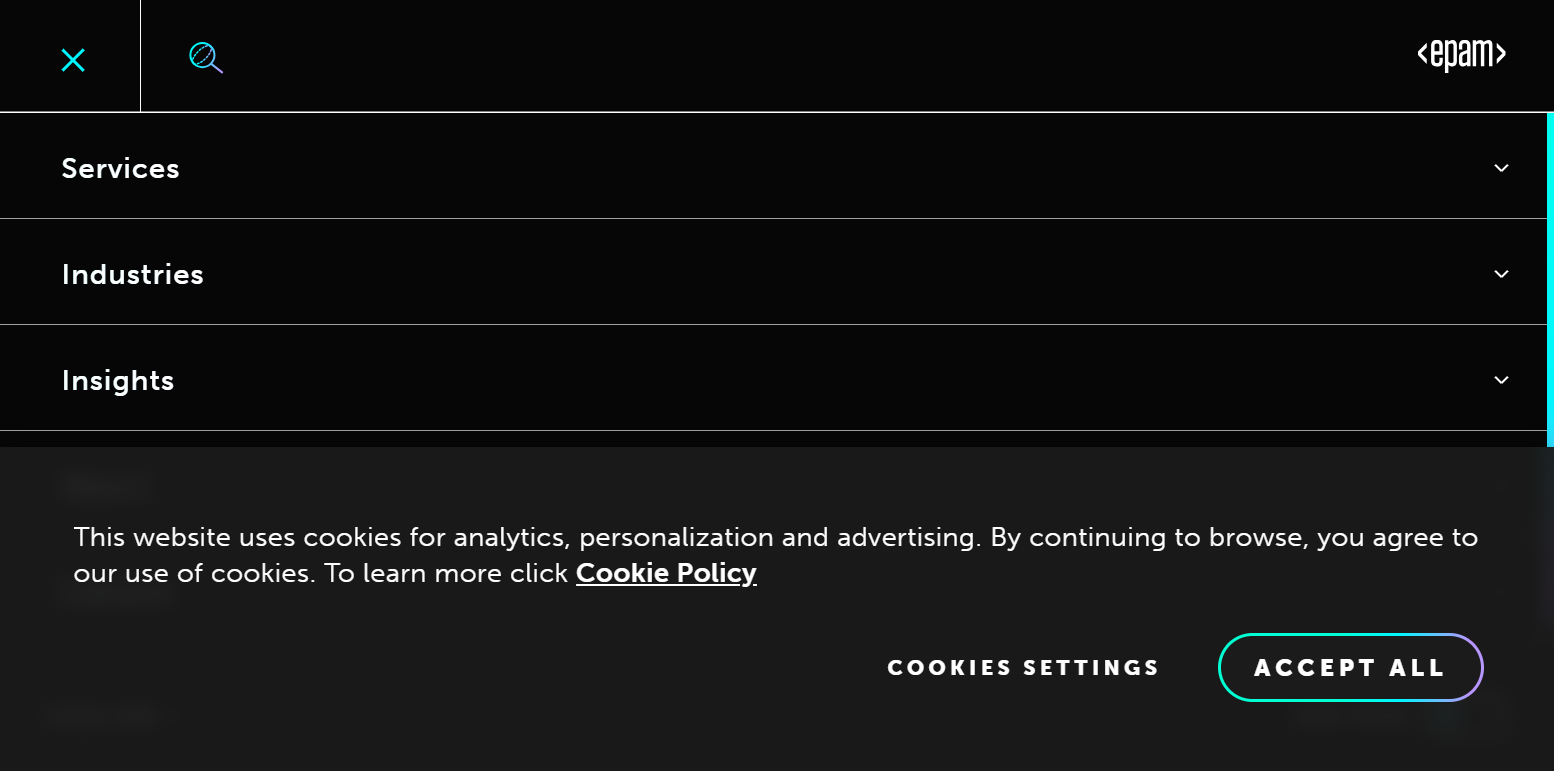 <epam>
Services
Industries
Insights
This website uses cookies for analytics, personalization and advertising. By continuing to browse, you agree to
our use of cookies. To learn more click Cookie Policy
COOKIES SETTINGS
ACCEPT ALL